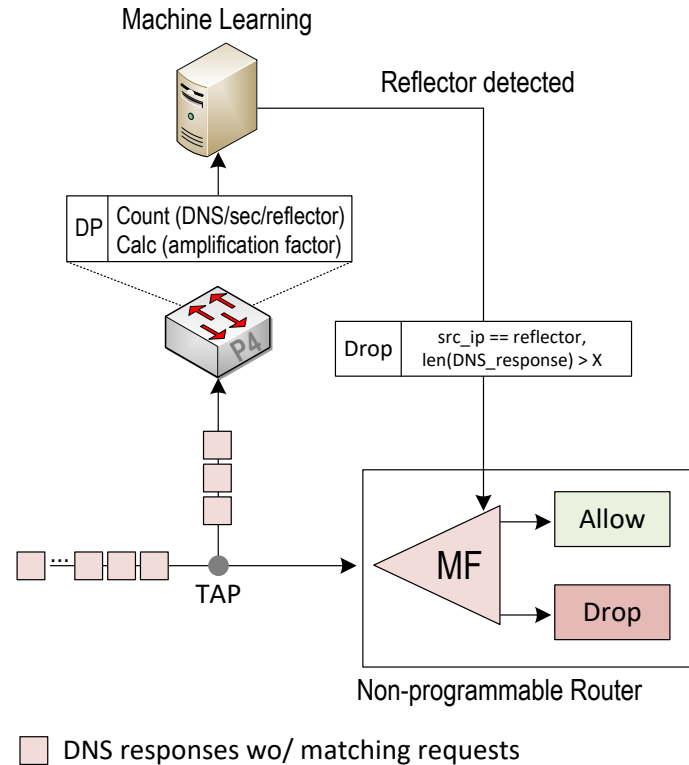 Machine Learning
Reflector detected
DP
Count (DNS/sec/reflector)
Calc (amplification factor)
P4
Drop
src_ip == reflector,
len(DNS_response) > X
...
TAP
MF
Allow
Drop
Non-programmable Router
DNS responses wo/ matching requests